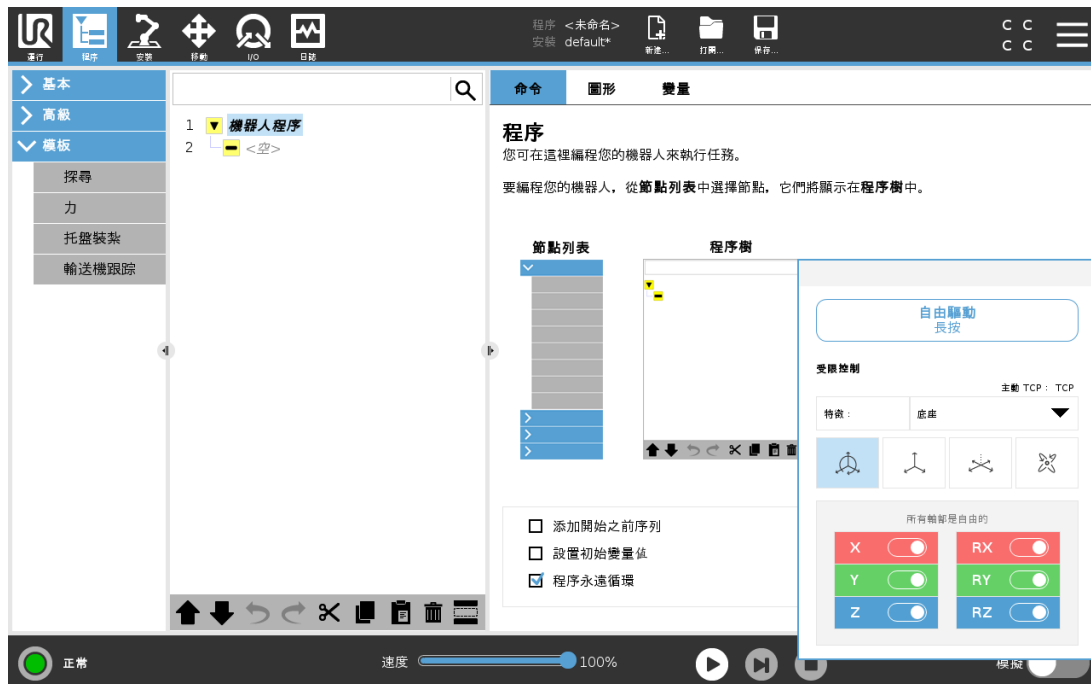 UR
運行
程序
安裝
移動
I/O
日誌
程序 <未命名>
安裝 default*
新建...
打開...
保存...
C C
C C
基本
高級
模板
探尋
力
托盤裝紮
輸送機跟踪
1 機器人程序
2 <空>
命令
圖形
變量
程序
您可在這裡編程您的機器人來執行任務。
要編程您的機器人，從節點列表中選擇節點，它們將顯示在程序樹中。
節點列表
程序樹
添加開始之前序列
設置初始變量值
程序永遠循環
自由驅動
長按
受限控制
主動 TCP： TCP
特徵：
底座
所有軸都是自由的
X RX
Y RY
Z RZ
正常
速度
100%
模擬